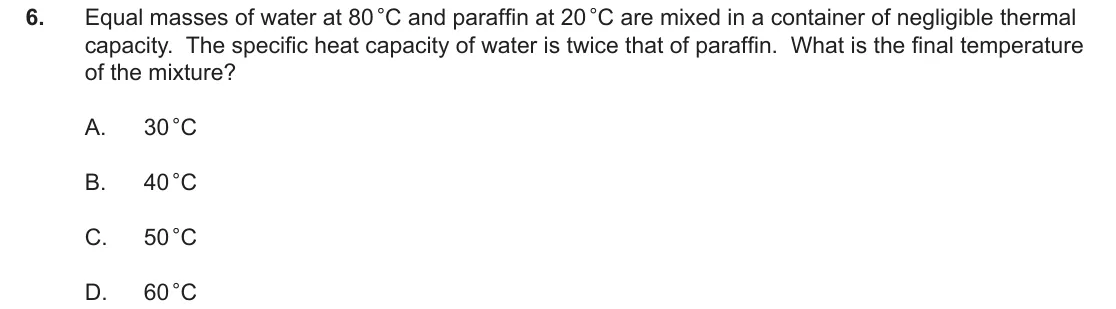 6. Equal masses of water at 80 °C and paraffin at 20 °C are mixed in a container of negligible thermal
capacity. The specific heat capacity of water is twice that of paraffin. What is the final temperature
of the mixture?
A. 30 °C
B. 40 °C
C. 50 °C
D. 60 °C